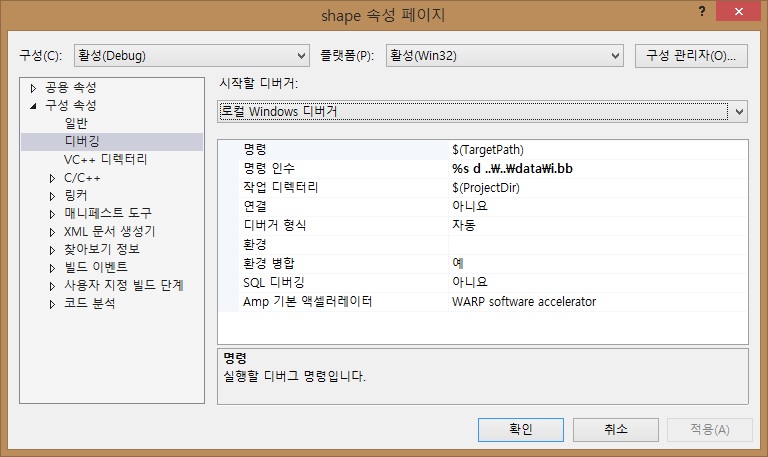 shape 속성 페이지
구성(C): 활성(Debug) 플랫폼(P): 활성(Win32) 구성 관리자(O)...
공용 속성
구성 속성
일반
디버깅
VC++ 디렉터리
C/C++
링커
매니페스트 도구
XML 문서 생성기
찾아보기 정보
빌드 이벤트
사용자 지정 빌드 단계
코드 분석
시작할 디버거:
로컬 Windows 디버거
명령 $(TargetPath)
명령 인수 %s d ..₩..₩data₩i.bb
작업 디렉터리 $(ProjectDir)
연결 아니요
디버거 형식 자동
환경
환경 병합 예
SQL 디버깅 아니요
Amp 기본 액셀러레이터 WARP software accelerator
명령
실행할 디버그 명령입니다.
확인 취소 적용(A)